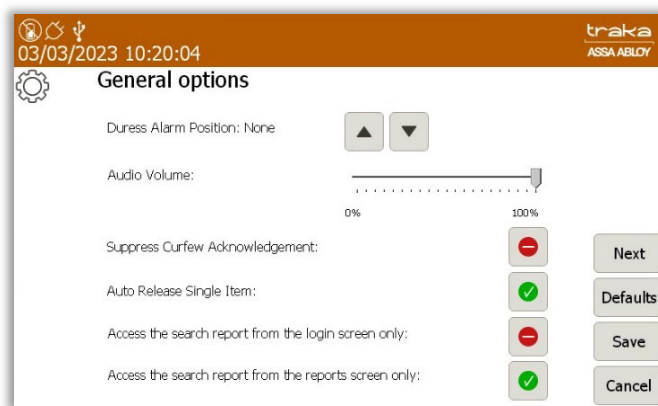 traka
03/03/2023 10:20:04
ASSA ABLOY
General options
Duress Alarm Position: None
Audio Volume:
0% 100%
Suppress Curfew Acknowledgement:
Next
Auto Release Single Item:
Defaults
Access the search report from the login screen only:
Save
Access the search report from the reports screen only:
Cancel